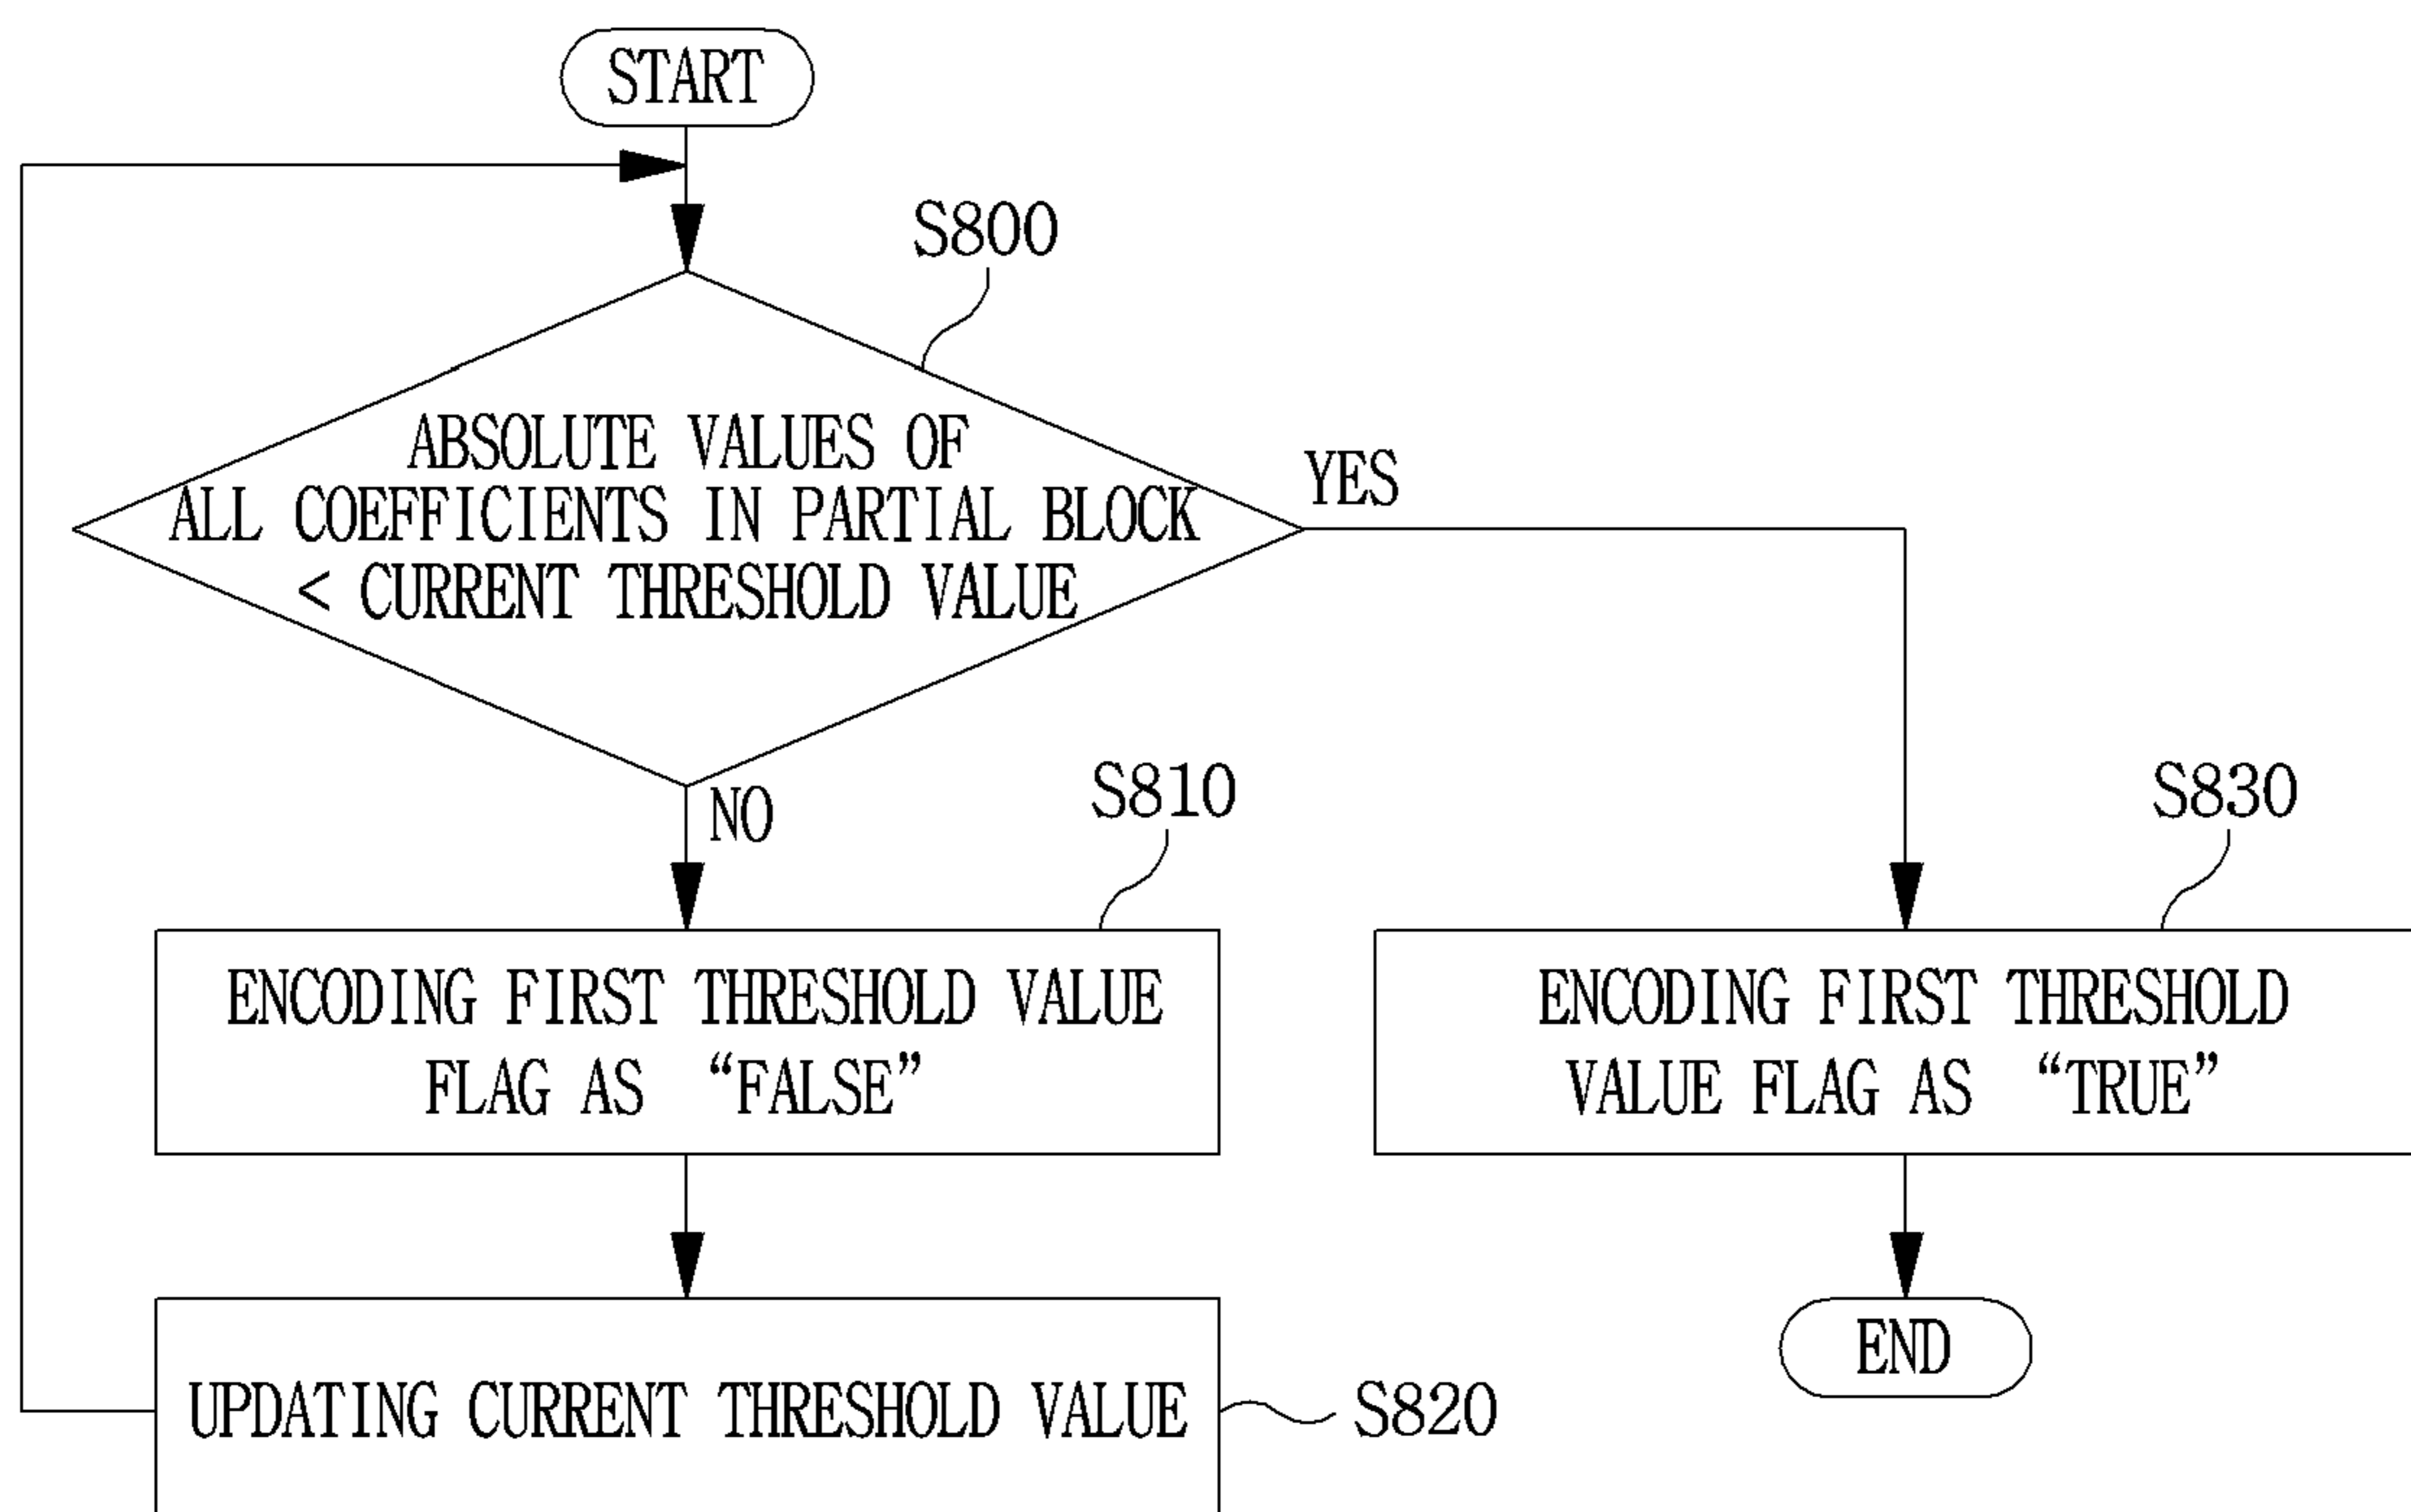 START
S800
ABSOLUTE VALUES OF
ALL COEFFICIENTS IN PARTIAL BLOCK
< CURRENT THRESHOLD VALUE
YES
NO
S810
S830
ENCODING FIRST THRESHOLD VALUE
FLAG AS “FALSE”
ENCODING FIRST THRESHOLD
VALUE FLAG AS “TRUE”
UPDATING CURRENT THRESHOLD VALUE
S820
END